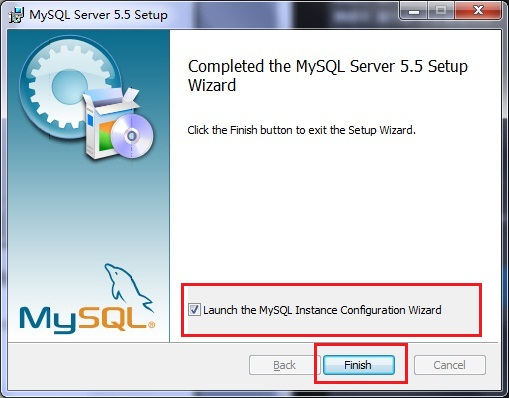 MySQL Server 5.5 Setup
Completed the MySQL Server 5.5 Setup
Wizard
Click the Finish button to exit the Setup Wizard.
MySQL®
Launch the MySQL Instance Configuration Wizard
Back
Finish
Cancel